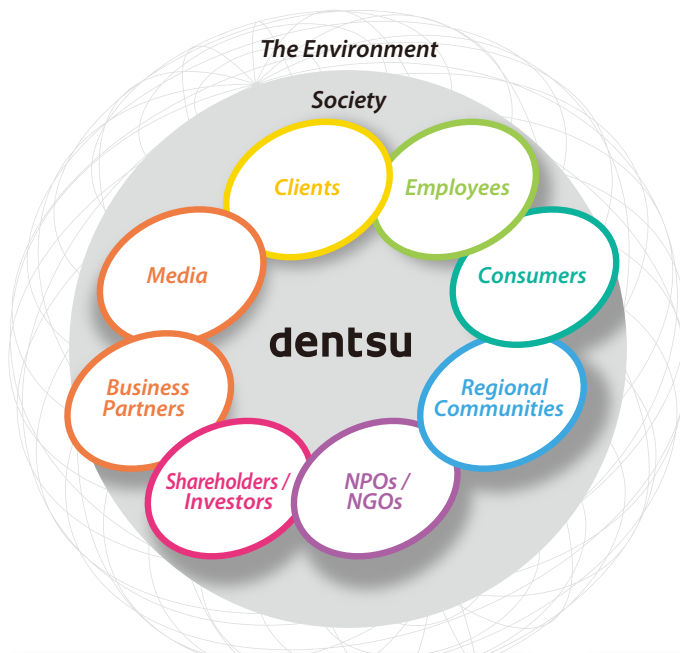 The Environment
Society
Clients
Employees
Media
Consumers
dentsu
Business
Partners
Regional
Communities
Shareholders /
Investors
NPOs /
NGOs